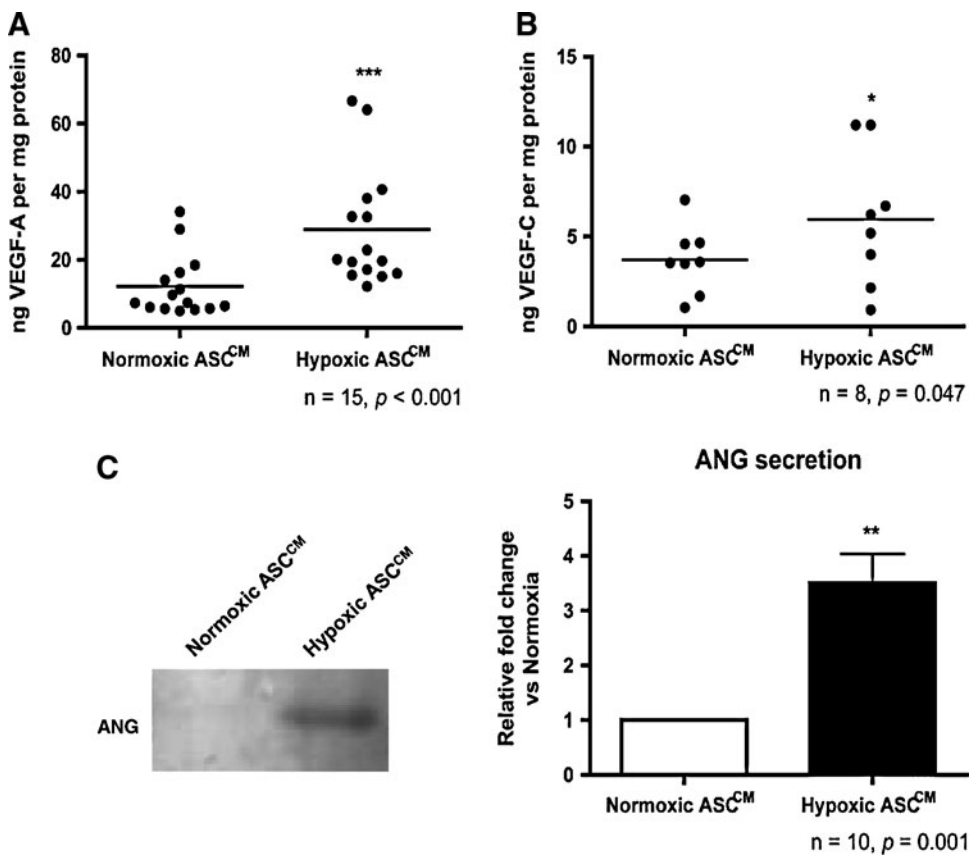 A
ng VEGF-A per mg protein
80
60
40
20
0
***
Normoxic ASC^CM
Hypoxic ASC^CM
n = 15, p < 0.001
B
ng VEGF-C per mg protein
15
10
5
0
*
Normoxic ASC^CM
Hypoxic ASC^CM
n = 8, p = 0.047
C
Normoxic ASC^CM
Hypoxic ASC^CM
ANG
ANG secretion
Relative fold change
vs Normoxia
5
4
3
2
1
0
**
Normoxic ASC^CM
Hypoxic ASC^CM
n = 10, p = 0.001